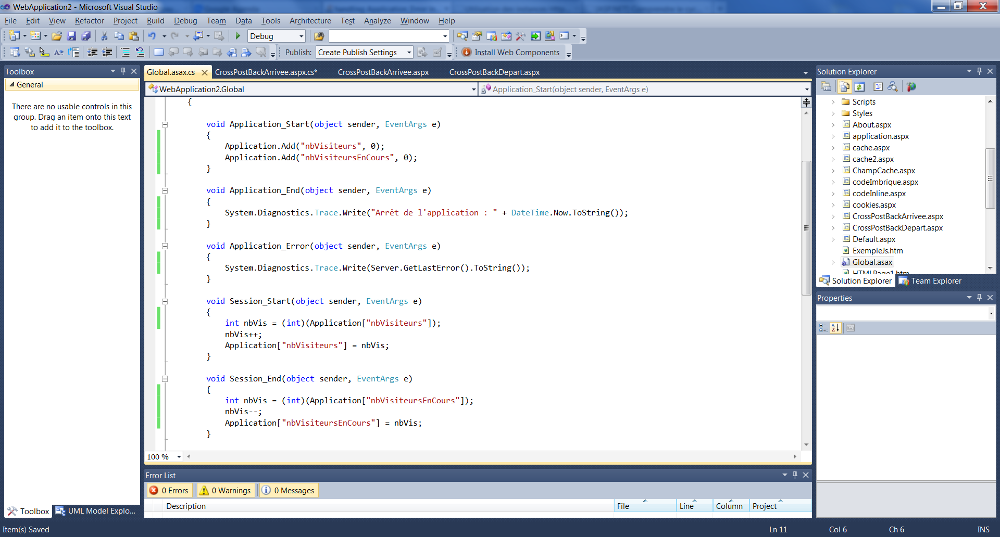 WebApplication2 - Microsoft Visual Studio
File Edit View Refactor Project Build Debug Team Data Tools Architecture Test Analyze Window Help
Debug
Publish: Create Publish Settings Install Web Components
Toolbox
General
There are no usable controls in this
group. Drag an item onto this text
to add it to the toolbox.
Toolbox UML Model Explo...
Global.asax.cs CrossPostBackArrivee.aspx.cs* CrossPostBackArrivee.aspx CrossPostBackDepart.aspx
WebApplication2.Global Application_Start(object sender, EventArgs e)
{
void Application_Start(object sender, EventArgs e)
{
Application.Add("nbVisiteurs", 0);
Application.Add("nbVisiteursEnCours", 0);
}
void Application_End(object sender, EventArgs e)
{
System.Diagnostics.Trace.Write("Arrêt de l'application : " + DateTime.Now.ToString());
}
void Application_Error(object sender, EventArgs e)
{
System.Diagnostics.Trace.Write(Server.GetLastError().ToString());
}
void Session_Start(object sender, EventArgs e)
{
int nbVis = (int)(Application["nbVisiteurs"]);
nbVis++;
Application["nbVisiteurs"] = nbVis;
}
void Session_End(object sender, EventArgs e)
{
int nbVis = (int)(Application["nbVisiteursEnCours"]);
nbVis--;
Application["nbVisiteursEnCours"] = nbVis;
}
100 %
Error List
0 Errors 0 Warnings 0 Messages
Description File Line Column Project
Solution Explorer
Scripts
Styles
About.aspx
application.aspx
cache.aspx
cache2.aspx
ChampCache.aspx
codeImbrique.aspx
codeInline.aspx
cookies.aspx
CrossPostBackArrivee.aspx
CrossPostBackDepart.aspx
Default.aspx
ExempleJs.htm
Global.asax
HTMLPage1.htm
Solution Explorer Team Explorer
Properties
Item(s) Saved Ln 11 Col 6 Ch 6 INS